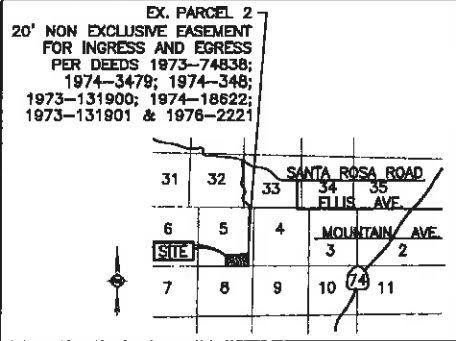 EX. PARCEL 2
20' NON EXCLUSIVE EASEMENT
FOR INGRESS AND EGRESS
PER DEEDS 1973-74838;
1974-3479; 1974-348;
1973-131900; 1974-18622;
1973-131901 & 1976-2221
SANTA ROSA ROAD
31 32 33 34 35
ELLIS AVE.
6 5 4 MOUNTAIN AVE.
SITE 3 2
7 8 9 10 74 11